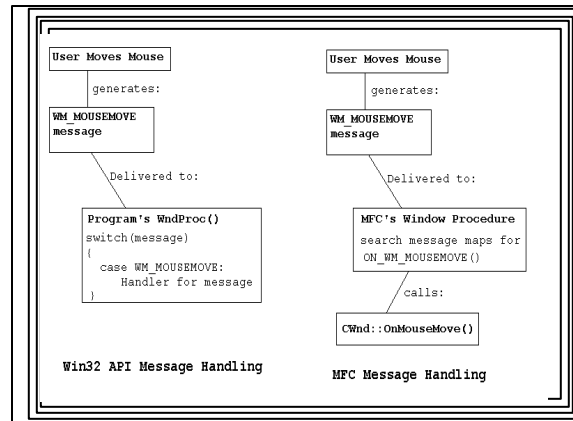 User Moves Mouse
generates:
WM_MOUSEMOVE
message
Delivered to:
Program's WndProc()
switch(message)
{
case WM_MOUSEMOVE:
Handler for message
}
Win32 API Message Handling
User Moves Mouse
generates:
WM_MOUSEMOVE
message
Delivered to:
MFC's Window Procedure
search message maps for
ON_WM_MOUSEMOVE()
calls:
CWnd::OnMouseMove()
MFC Message Handling